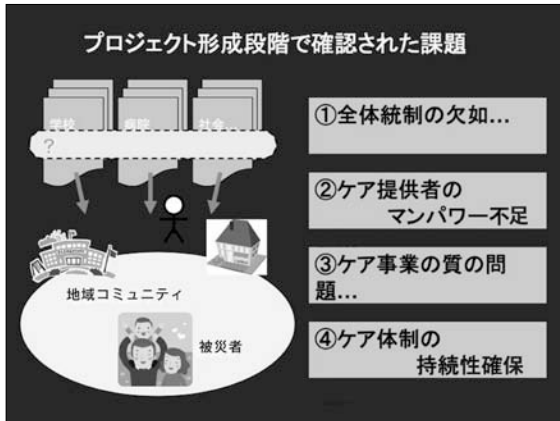 プロジェクト形成段階で確認された課題
学校
病院
社会
?
地域コミュニティ
被災者
①全体統制の欠如…
②ケア提供者の
マンパワー不足
③ケア事業の質の問
題…
④ケア体制の
持続性確保